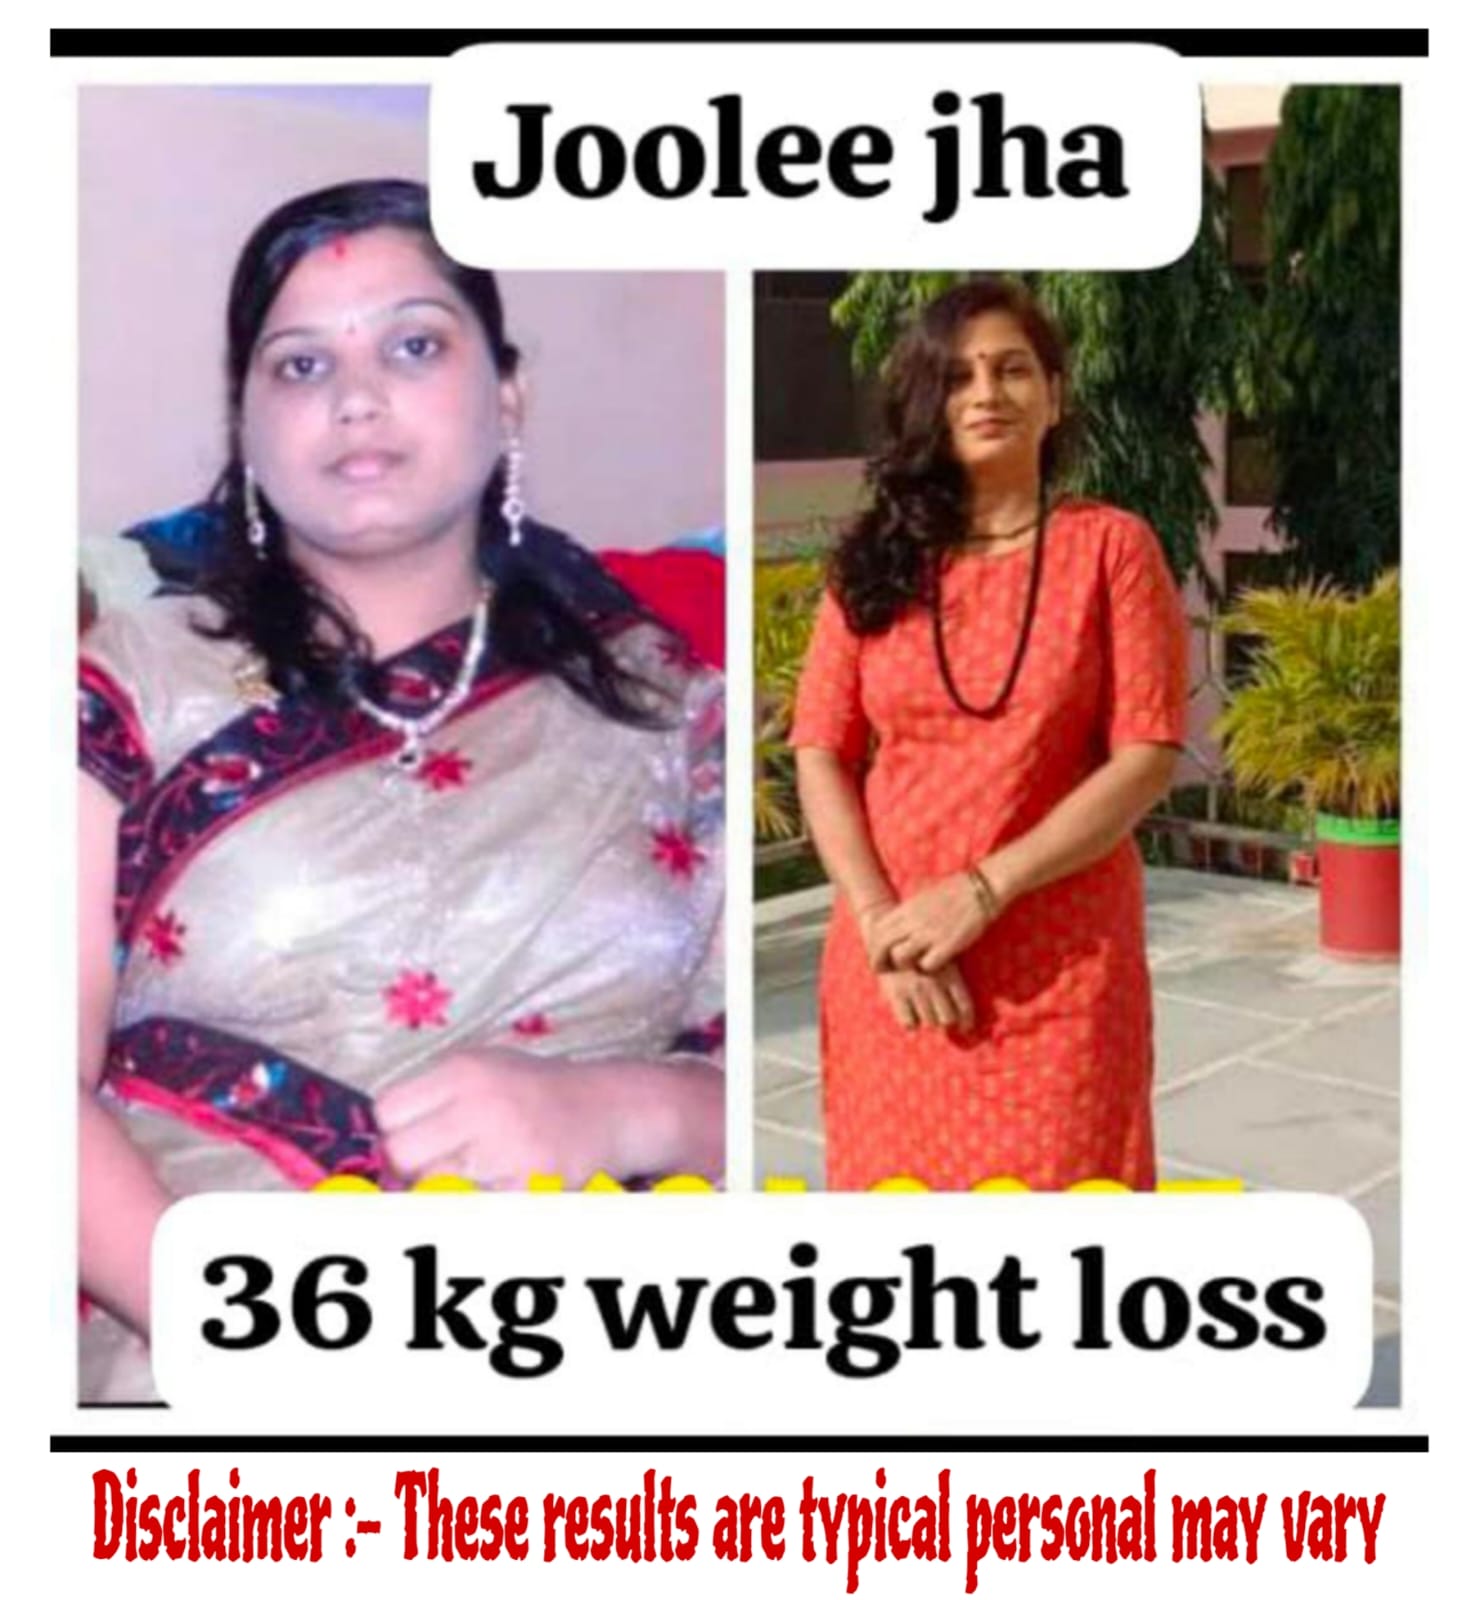 Joolee jha
36 kg weight loss
Disclaimer :- These results are typical personal may vary